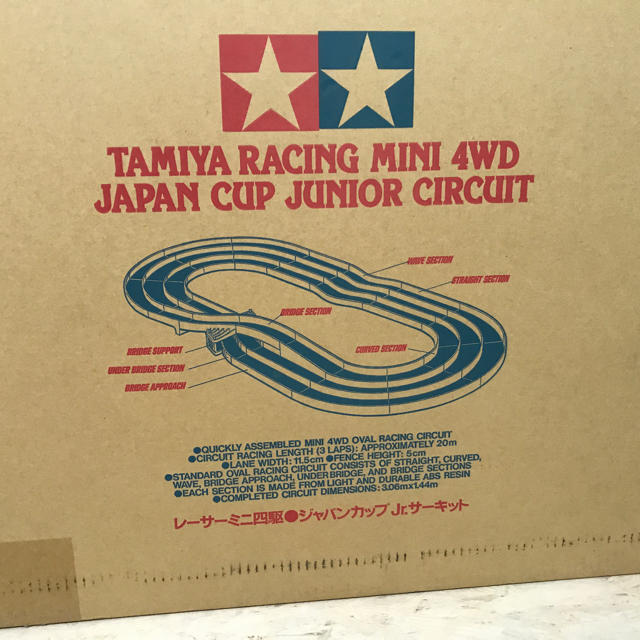 TAMIYA RACING MINI 4WD
JAPAN CUP JUNIOR CIRCUIT
WAVE SECTION
STRAIGHT SECTION
BRIDGE SECTION
CURVED SECTION
BRIDGE SUPPORT
UNDER BRIDGE SECTION
BRIDGE APPROACH
●QUICKLY ASSEMBLED MINI 4WD OVAL RACING CIRCUIT
●CIRCUIT RACING LENGTH (3 LAPS): APPROXIMATELY 20m
●LANE WIDTH: 11.5cm ●FENCE HEIGHT: 5cm
●STANDARD OVAL RACING CIRCUIT CONSISTS OF STRAIGHT, CURVED,
WAVE, BRIDGE APPROACH, UNDER BRIDGE, AND BRIDGE SECTIONS
●EACH SECTION IS MADE FROM LIGHT AND DURABLE ABS RESIN
●COMPLETED CIRCUIT DIMENSIONS: 3.06m×1.44m
レーサーミニ四駆●ジャパンカップ Jr.サーキット